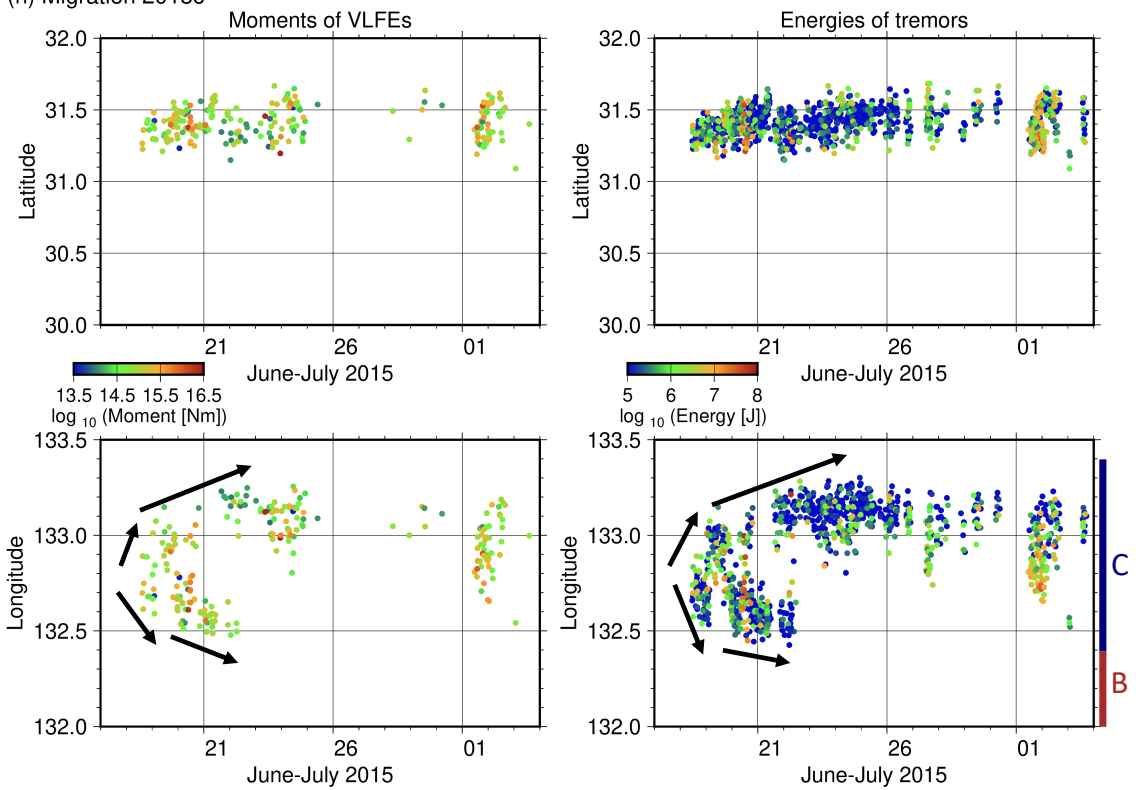 Moments of VLFEs
Energies of tremors
32.0
31.5
31.0
30.5
30.0
Latitude
21
26
01
June-July 2015
32.0
31.5
31.0
30.5
30.0
Latitude
21
26
01
June-July 2015
13.5 14.5 15.5 16.5
log 10 (Moment [Nm])
5 6 7 8
log 10 (Energy [J])
133.5
133.0
132.5
132.0
Longitude
21
26
01
June-July 2015
133.5
133.0
132.5
132.0
Longitude
21
26
01
June-July 2015
C
B